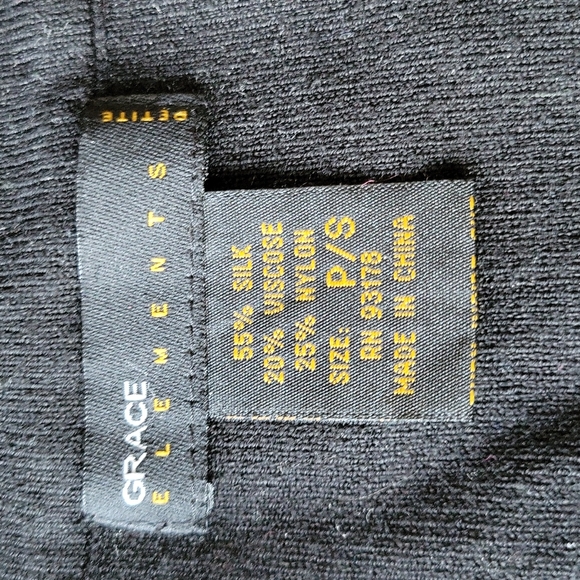 GRACE
ELEMENTS
PETITE
55% SILK
20% VISCOSE
25% NYLON
SIZE: P/S
RN 93178
MADE IN CHINA